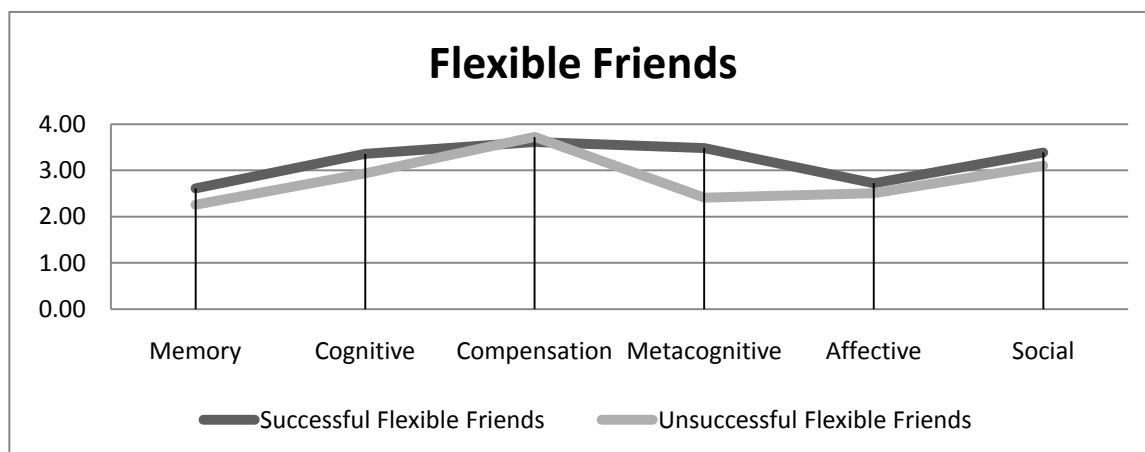 Flexible Friends
4.00
3.00
2.00
1.00
0.00
Memory Cognitive Compensation Metacognitive Affective Social
Successful Flexible Friends Unsuccessful Flexible Friends